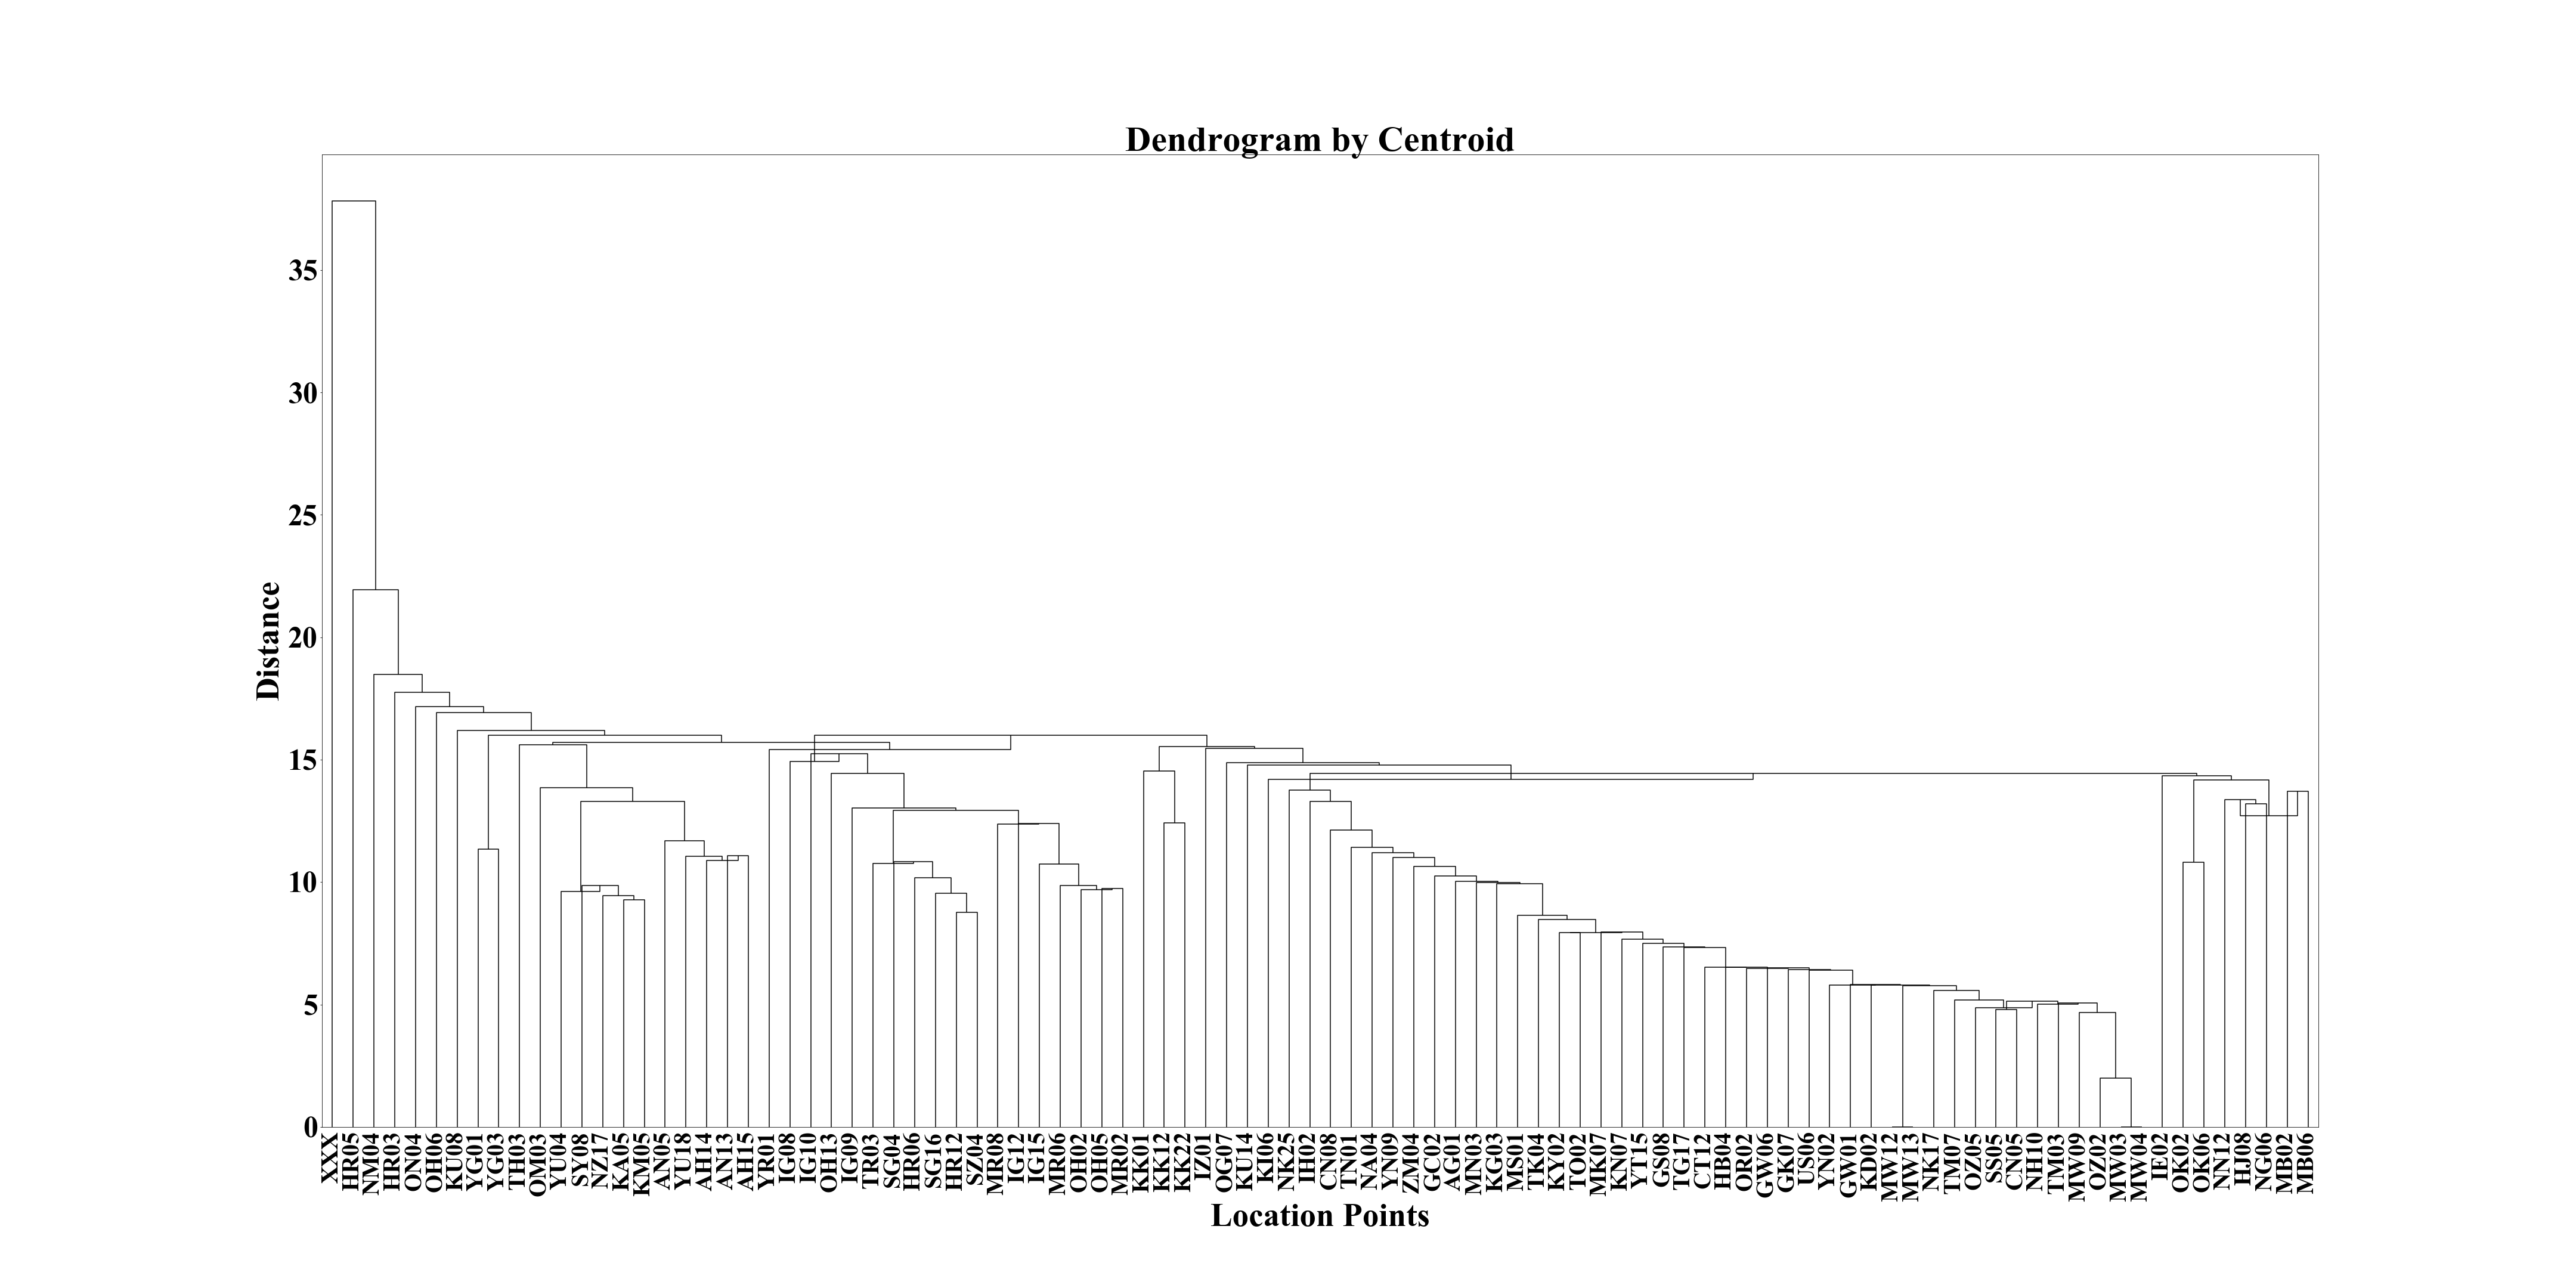 Dendrogram by Centroid
Distance
35
30
25
20
15
10
5
0
XXX
HR05
NM04
HR03
ON04
OH06
KU08
YG01
YG03
TH03
OM03
YU04
SY08
NZ17
KA05
KM05
AN05
YU18
AH14
AN13
AH15
YR01
IG08
IG10
OH13
IG09
TR03
SG04
HR06
SG16
HR12
SZ04
MR08
IG12
IG15
MR06
OH02
OH05
MR02
KK01
KK12
KK22
IZ01
OG07
KU14
KI06
NK25
IH02
CN08
TN01
NA04
YN09
ZM04
GC02
AG01
MN03
KG03
MS01
TK04
KY02
TO02
MK07
KN07
YT15
GS08
TG17
CT12
HB04
OR02
GW06
GK07
US06
YN02
GW01
KD02
MW12
MW13
NK17
TM07
OZ05
SS05
CN05
NH10
TM03
MW09
OZ02
MW03
MW04
IE02
OK02
OK06
NN12
HJ08
NG06
MB02
MB06
Location Points